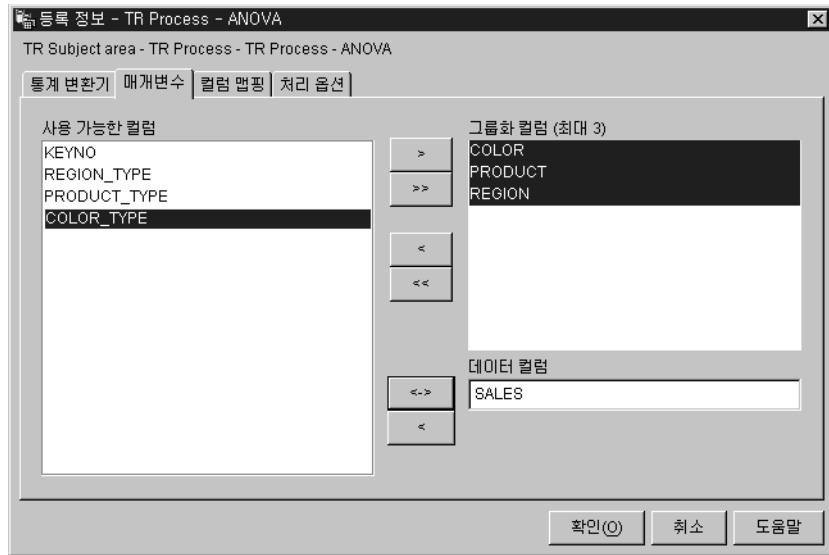 등록 정보 - TR Process - ANOVA
TR Subject area - TR Process - TR Process - ANOVA
통계 변환기 매개변수 컬럼 맵핑 처리 옵션
사용 가능한 컬럼
KEYNO
REGION_TYPE
PRODUCT_TYPE
COLOR_TYPE
>
>>
<
<<
<->
<
그룹화 컬럼 (최대 3)
COLOR
PRODUCT
REGION
데이터 컬럼
SALES
확인(O) 취소 도움말